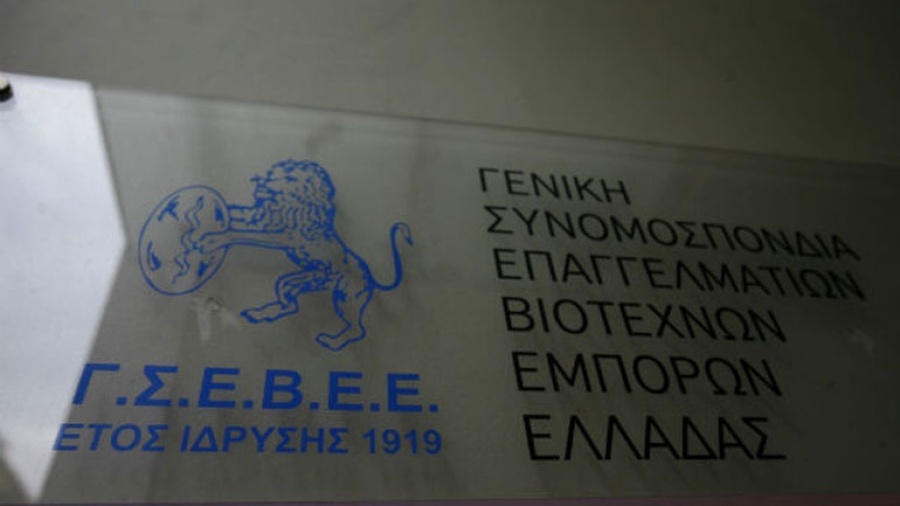 Γ.Σ.Ε.Β.Ε.Ε.
ΕΤΟΣ ΙΔΡΥΣΗΣ 1919
ΓΕΝΙΚΗ
ΣΥΝΟΜΟΣΠΟΝΔΙΑ
ΕΠΑΓΓΕΛΜΑΤΙΩΝ
ΒΙΟΤΕΧΝΩΝ
ΕΜΠΟΡΩΝ
ΕΛΛΑΔΑΣ